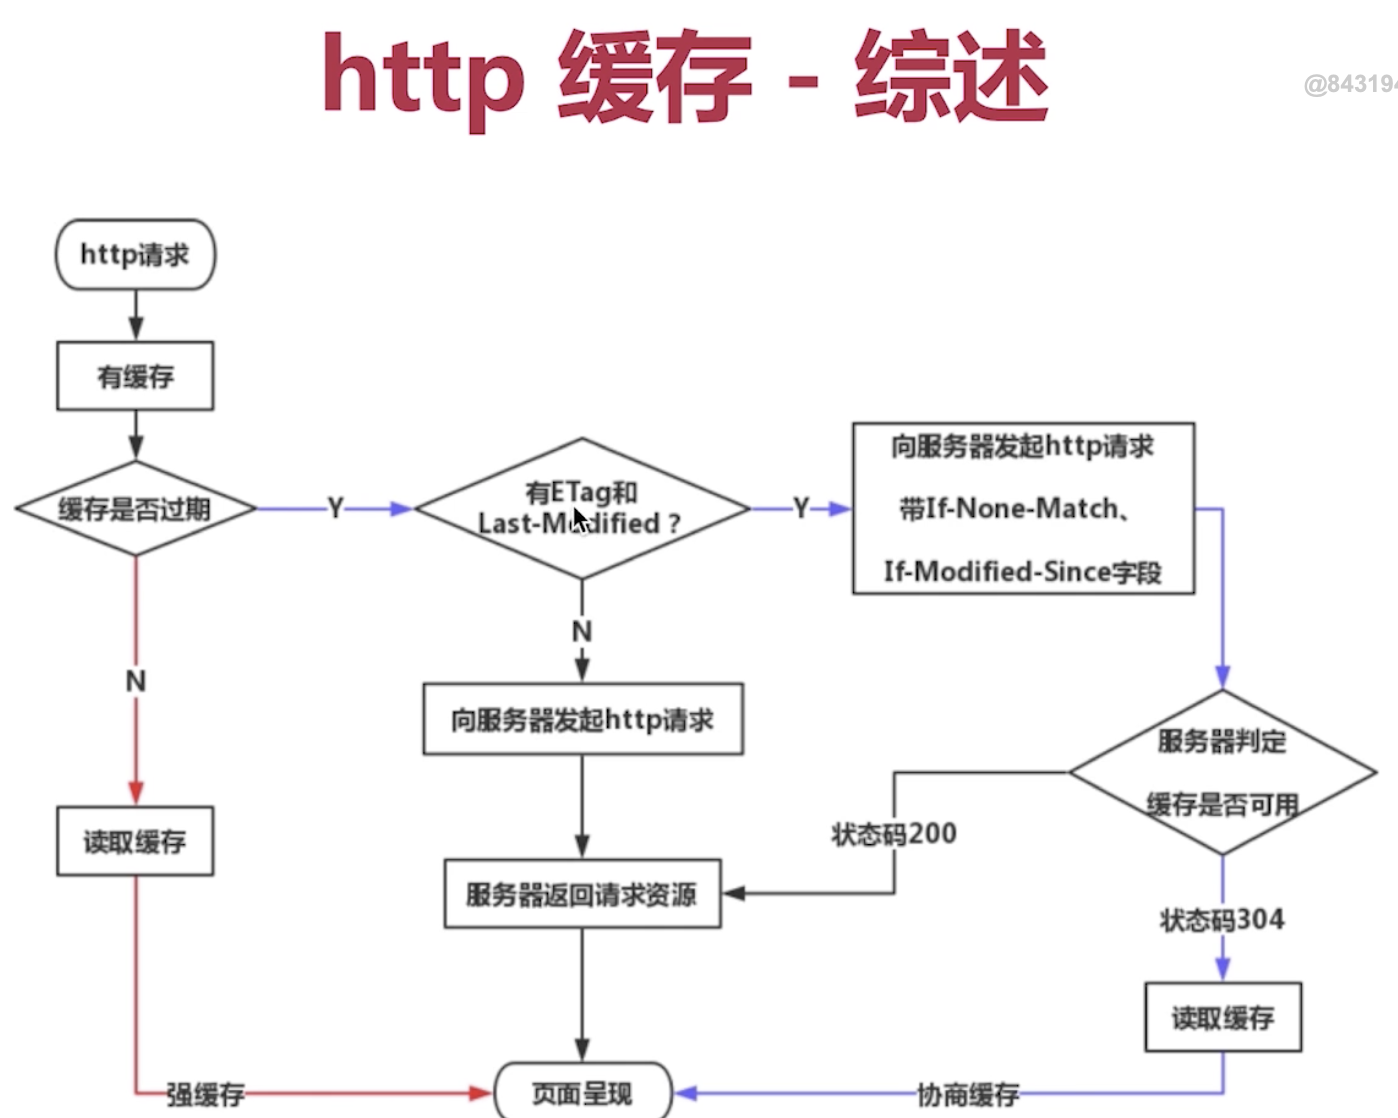 http 缓存 - 综述
@843194
http请求
有缓存
缓存是否过期
Y
有ETag和
Last-Modified ?
Y
向服务器发起http请求
带If-None-Match、
If-Modified-Since字段
N
N
向服务器发起http请求
服务器判定
缓存是否可用
读取缓存
状态码200
服务器返回请求资源
状态码304
读取缓存
强缓存
页面呈现
协商缓存